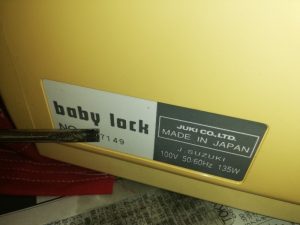 baby lock
NO. 7149
JUKI CO., LTD.
MADE IN JAPAN
J. SUZUKI
100V 50-60Hz 135W